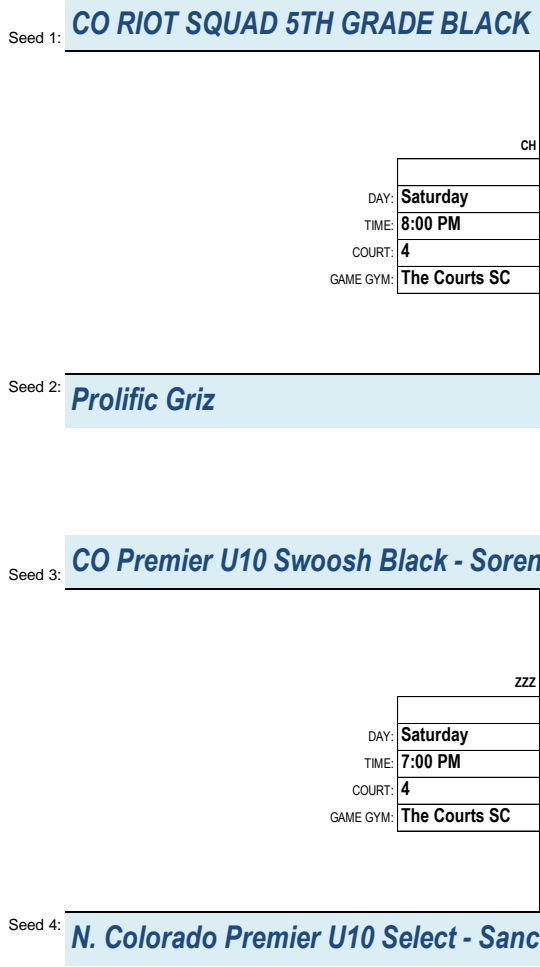 Seed 1: CO RIOT SQUAD 5TH GRADE BLACK
CH
DAY: Saturday
TIME: 8:00 PM
COURT: 4
GAME GYM: The Courts SC
Seed 2: Prolific Griz
Seed 3: CO Premier U10 Swoosh Black - Soren
ZZZ
DAY: Saturday
TIME: 7:00 PM
COURT: 4
GAME GYM: The Courts SC
Seed 4: N. Colorado Premier U10 Select - Sanc